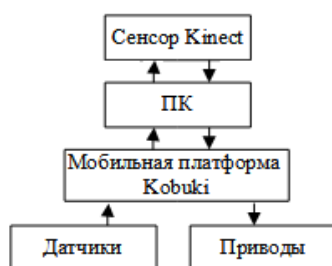 Сенсор Kinect
ПК
Мобильная платформа
Kobuki
Датчики
Приводы